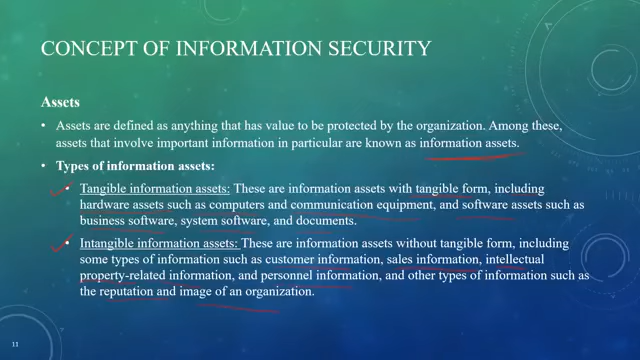 CONCEPT OF INFORMATION SECURITY
Assets
• Assets are defined as anything that has value to be protected by the organization. Among these,
assets that involve important information in particular are known as information assets.
• Types of information assets:
• Tangible information assets: These are information assets with tangible form, including
hardware assets such as computers and communication equipment, and software assets such as
business software, system software, and documents.
• Intangible information assets: These are information assets without tangible form, including
some types of information such as customer information, sales information, intellectual
property-related information, and personnel information, and other types of information such as
the reputation and image of an organization.
11